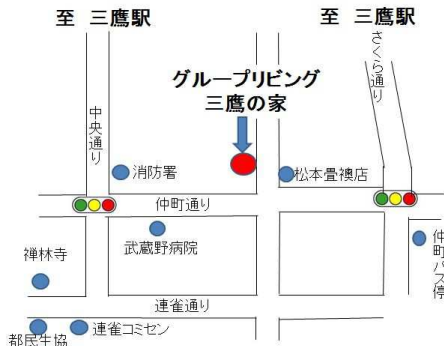 至 三鷹駅
至 三鷹駅
さくら通り
グループリビング
三鷹の家
中央通り
消防署
松本畳襖店
仲町通り
武蔵野病院
仲町バス停
禅林寺
連雀通り
都民生協
連雀コミセン